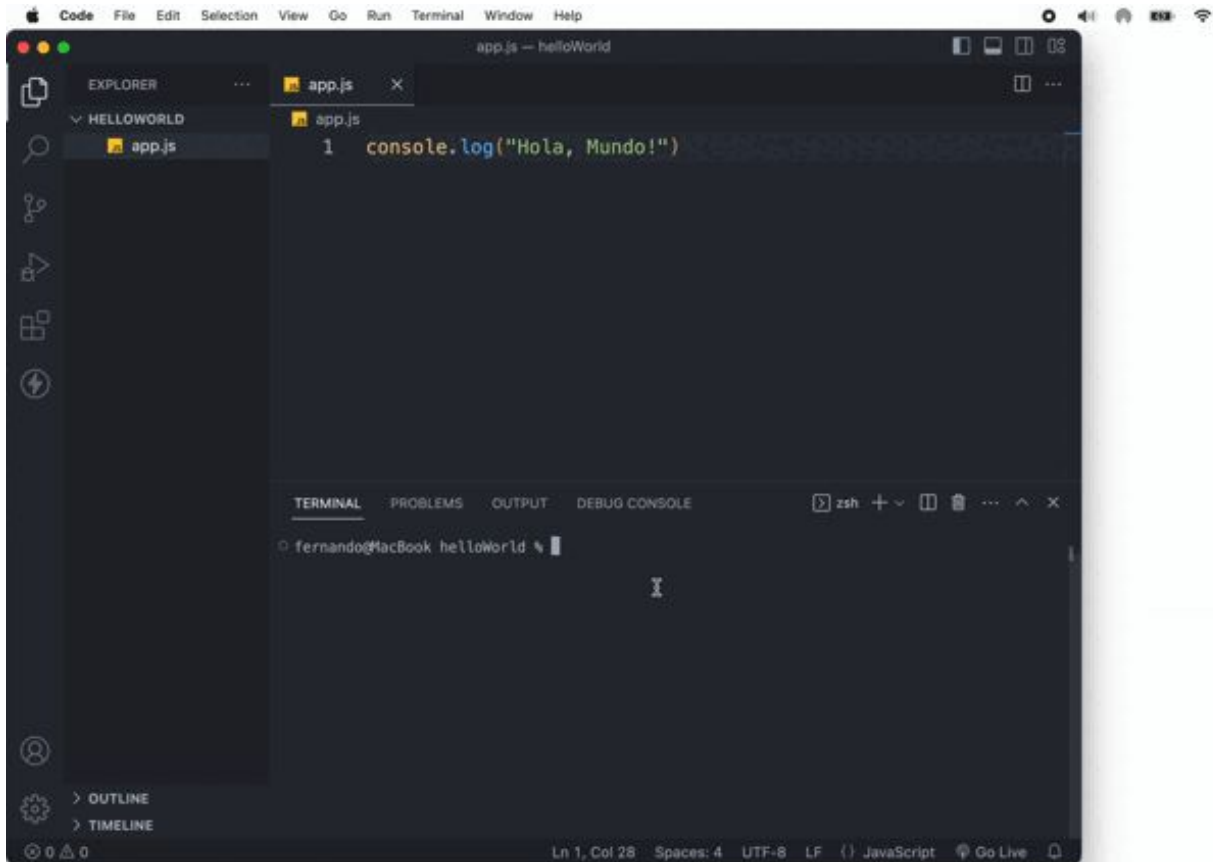 Code File Edit Selection View Go Run Terminal Window Help
app.js — helloWorld
EXPLORER
app.js
HELLOWORLD
app.js
app.js
1 console.log("Hola, Mundo!")
TERMINAL PROBLEMS OUTPUT DEBUG CONSOLE zsh
fernando@MacBook helloWorld %
OUTLINE
TIMELINE
0 0 Ln 1, Col 28 Spaces: 4 UTF-8 LF {} JavaScript Go Live